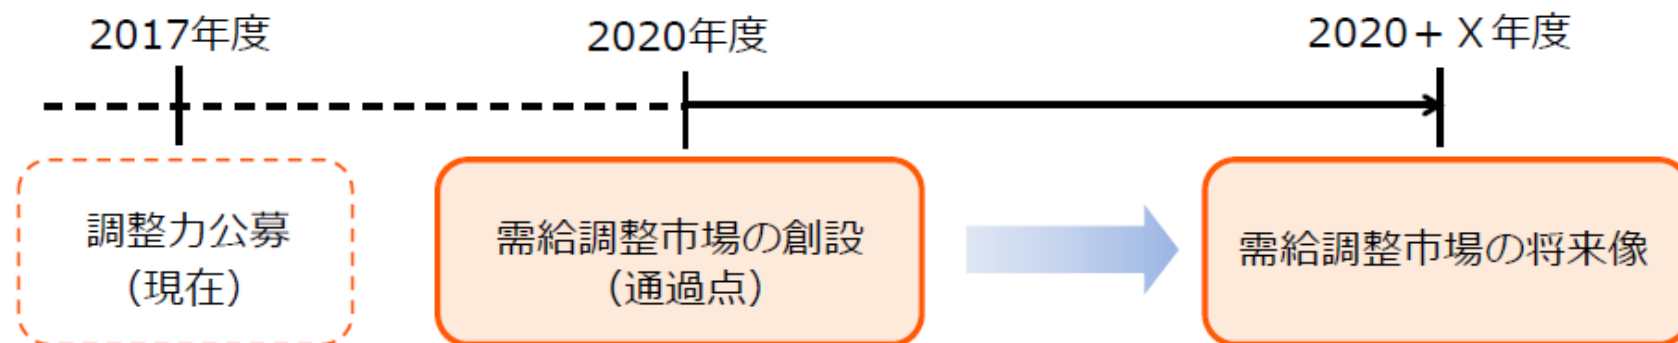 2017年度
2020年度
2020+X年度
調整力公募
（現在）
需給調整市場の創設
（通過点）
需給調整市場の将来像